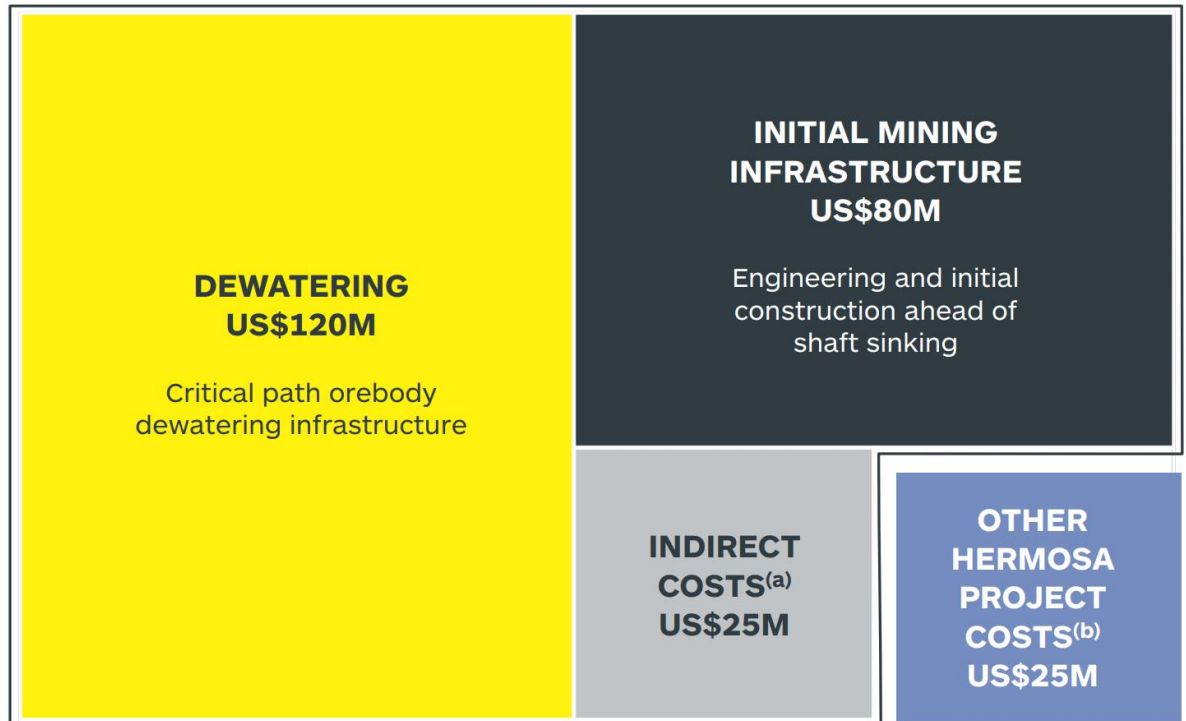 DEWATERING
US$120M
Critical path orebody
dewatering infrastructure
INITIAL MINING
INFRASTRUCTURE
US$80M
Engineering and initial
construction ahead of
shaft sinking
INDIRECT
COSTS(a)
US$25M
OTHER
HERMOSA
PROJECT
COSTS(b)
US$25M